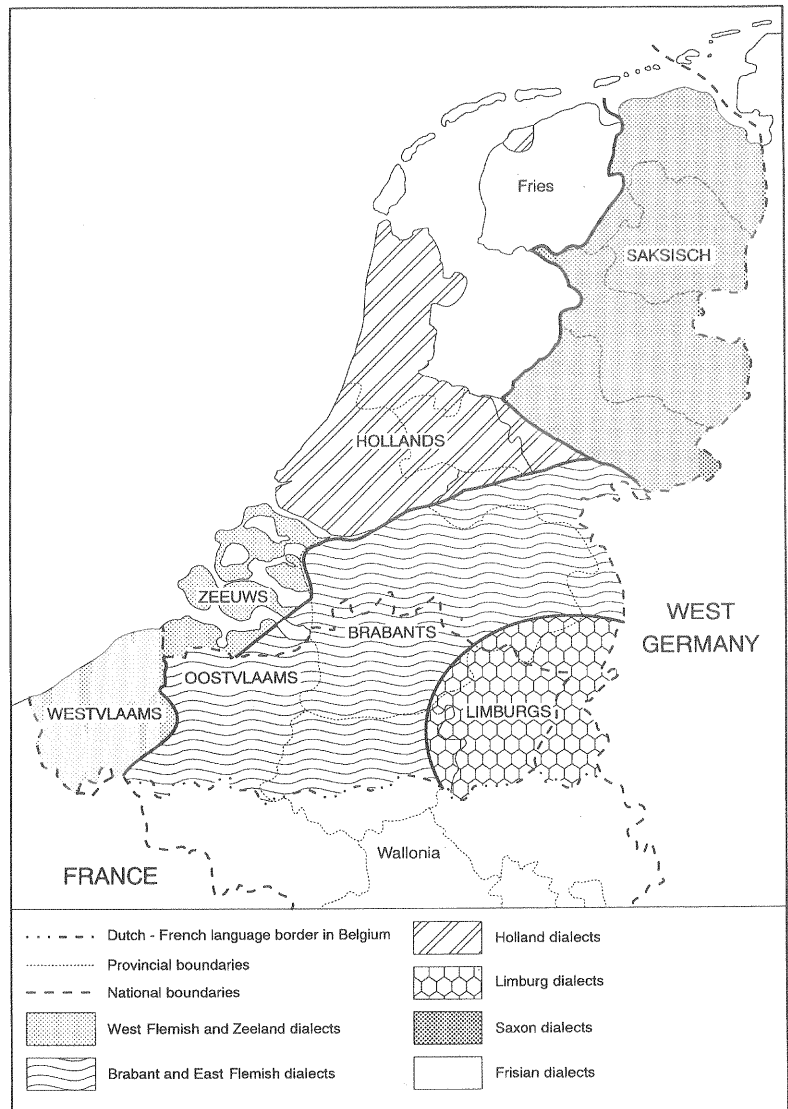 Fries
SAKSISCH
HOLLANDS
ZEEUWS
BRABANTS
WEST
GERMANY
OOSTVLAAMS
WESTVLAAMS
LIMBURGS
Wallonia
FRANCE
Dutch - French language border in Belgium
Provincial boundaries
National boundaries
West Flemish and Zeeland dialects
Brabant and East Flemish dialects
Holland dialects
Limburg dialects
Saxon dialects
Frisian dialects